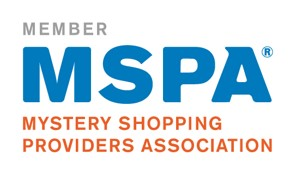 MEMBER
MSPA®
MYSTERY SHOPPING
PROVIDERS ASSOCIATION